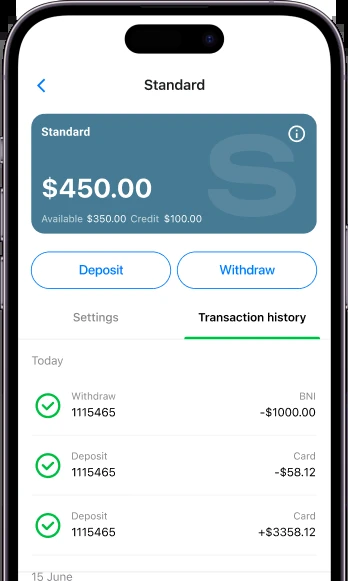 Standard
Standard
S
$450.00
Available $350.00 Credit $100.00
Deposit Withdraw
Settings Transaction history
Today
Withdraw BNI
1115465 -$1000.00
Deposit Card
1115465 -$58.12
Deposit Card
1115465 +$3358.12
15 June